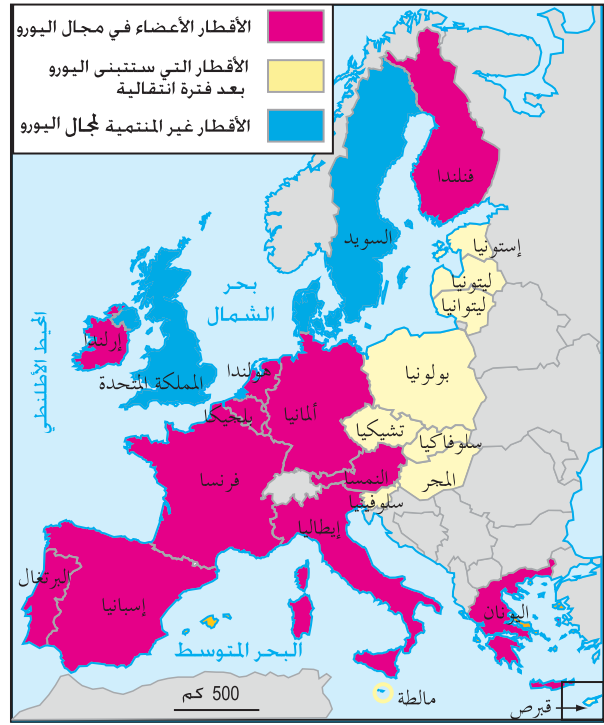 الأقطار الأعضاء في مجال اليورو
الأقطار التي ستتبنى اليورو
بعد فترة انتقالية
الأقطار غير المنتمية لمجال اليورو
فنلندا
السويد
إستونيا
ليتونيا
ليتوانيا
بحر
الشمال
المحيط الأطلنطي
إرلندا
المملكة المتحدة
هولندا
بلجيكا
ألمانيا
بولونيا
تشيكيا
سلوفاكيا
فرنسا
النمسا
المجر
سلوفينيا
إيطاليا
البرتغال
إسبانيا
اليونان
البحر المتوسط
مالطة
قبرص
500 كم